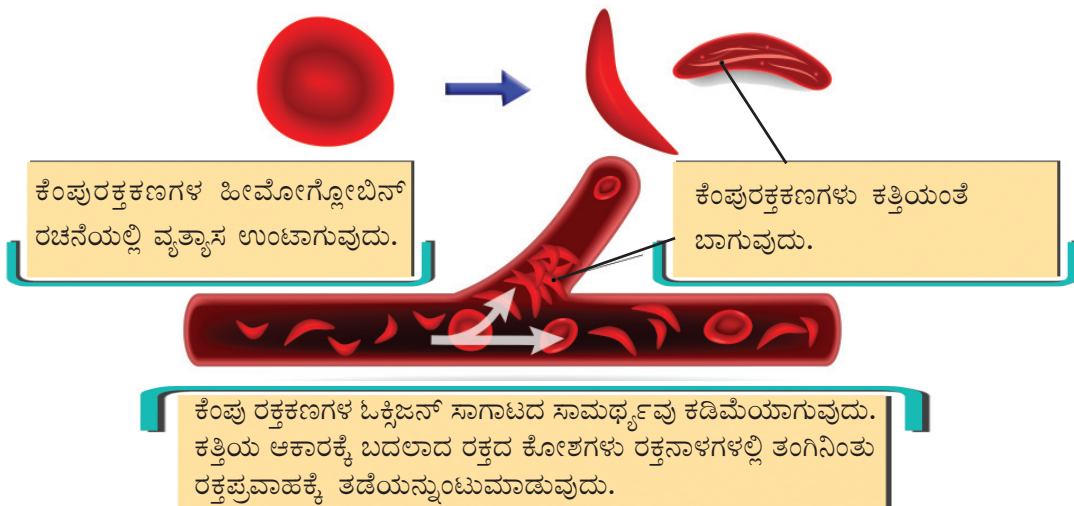 ಕೆಂಪುರಕ್ತಕಣಗಳ ಹೀಮೋಗ್ಲೋಬಿನ್
ರಚನೆಯಲ್ಲಿ ವ್ಯತ್ಯಾಸ ಉಂಟಾಗುವುದು.
ಕೆಂಪುರಕ್ತಕಣಗಳು ಕತ್ತಿಯಂತೆ
ಬಾಗುವುದು.
ಕೆಂಪು ರಕ್ತಕಣಗಳ ಓಕ್ಸಿಜನ್ ಸಾಗಾಟದ ಸಾಮರ್ಥ್ಯವು ಕಡಿಮೆಯಾಗುವುದು.
ಕತ್ತಿಯ ಆಕಾರಕ್ಕೆ ಬದಲಾದ ರಕ್ತದ ಕೋಶಗಳು ರಕ್ತನಾಳಗಳಲ್ಲಿ ತಂಗಿನಿಂತು
ರಕ್ತಪ್ರವಾಹಕ್ಕೆ ತಡೆಯನ್ನುಂಟುಮಾಡುವುದು.